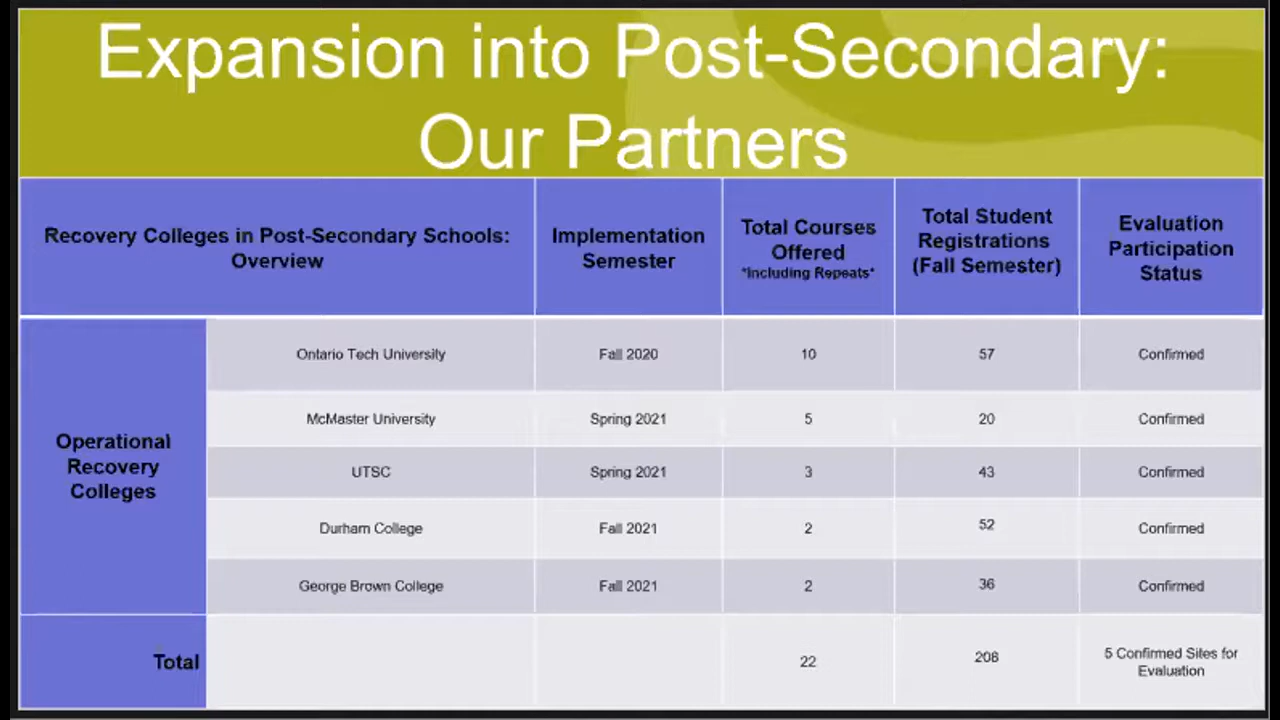 Expansion into Post-Secondary:
Our Partners
Recovery Colleges in Post-Secondary Schools:
Overview
Implementation
Semester
Total Courses
Offered
*Including Repeats*
Total Student
Registrations
(Fall Semester)
Evaluation
Participation
Status
Operational
Recovery
Colleges
Ontario Tech University
Fall 2020
10
57
Confirmed
McMaster University
Spring 2021
5
20
Confirmed
UTSC
Spring 2021
3
43
Confirmed
Durham College
Fall 2021
2
52
Confirmed
George Brown College
Fall 2021
2
36
Confirmed
Total
22
208
5 Confirmed Sites for
Evaluation